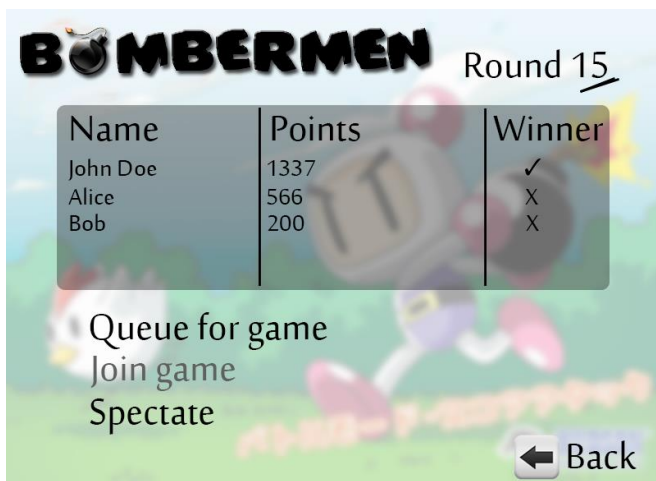 BOMBERMEN
Round 15
Name Points Winner
John Doe 1337 ✓
Alice 566 X
Bob 200 X
Queue for game
Join game
Spectate
Back